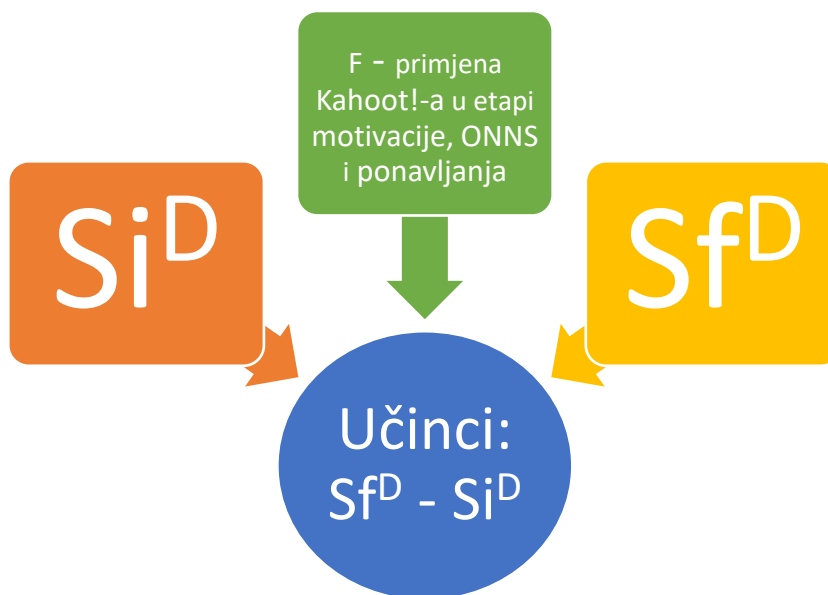 F - primjena
Kahoot!-a u etapi
motivacije, ONNS
i ponavljanja
Siᴰ
Sfᴰ
Učinci:
Sfᴰ - Siᴰ